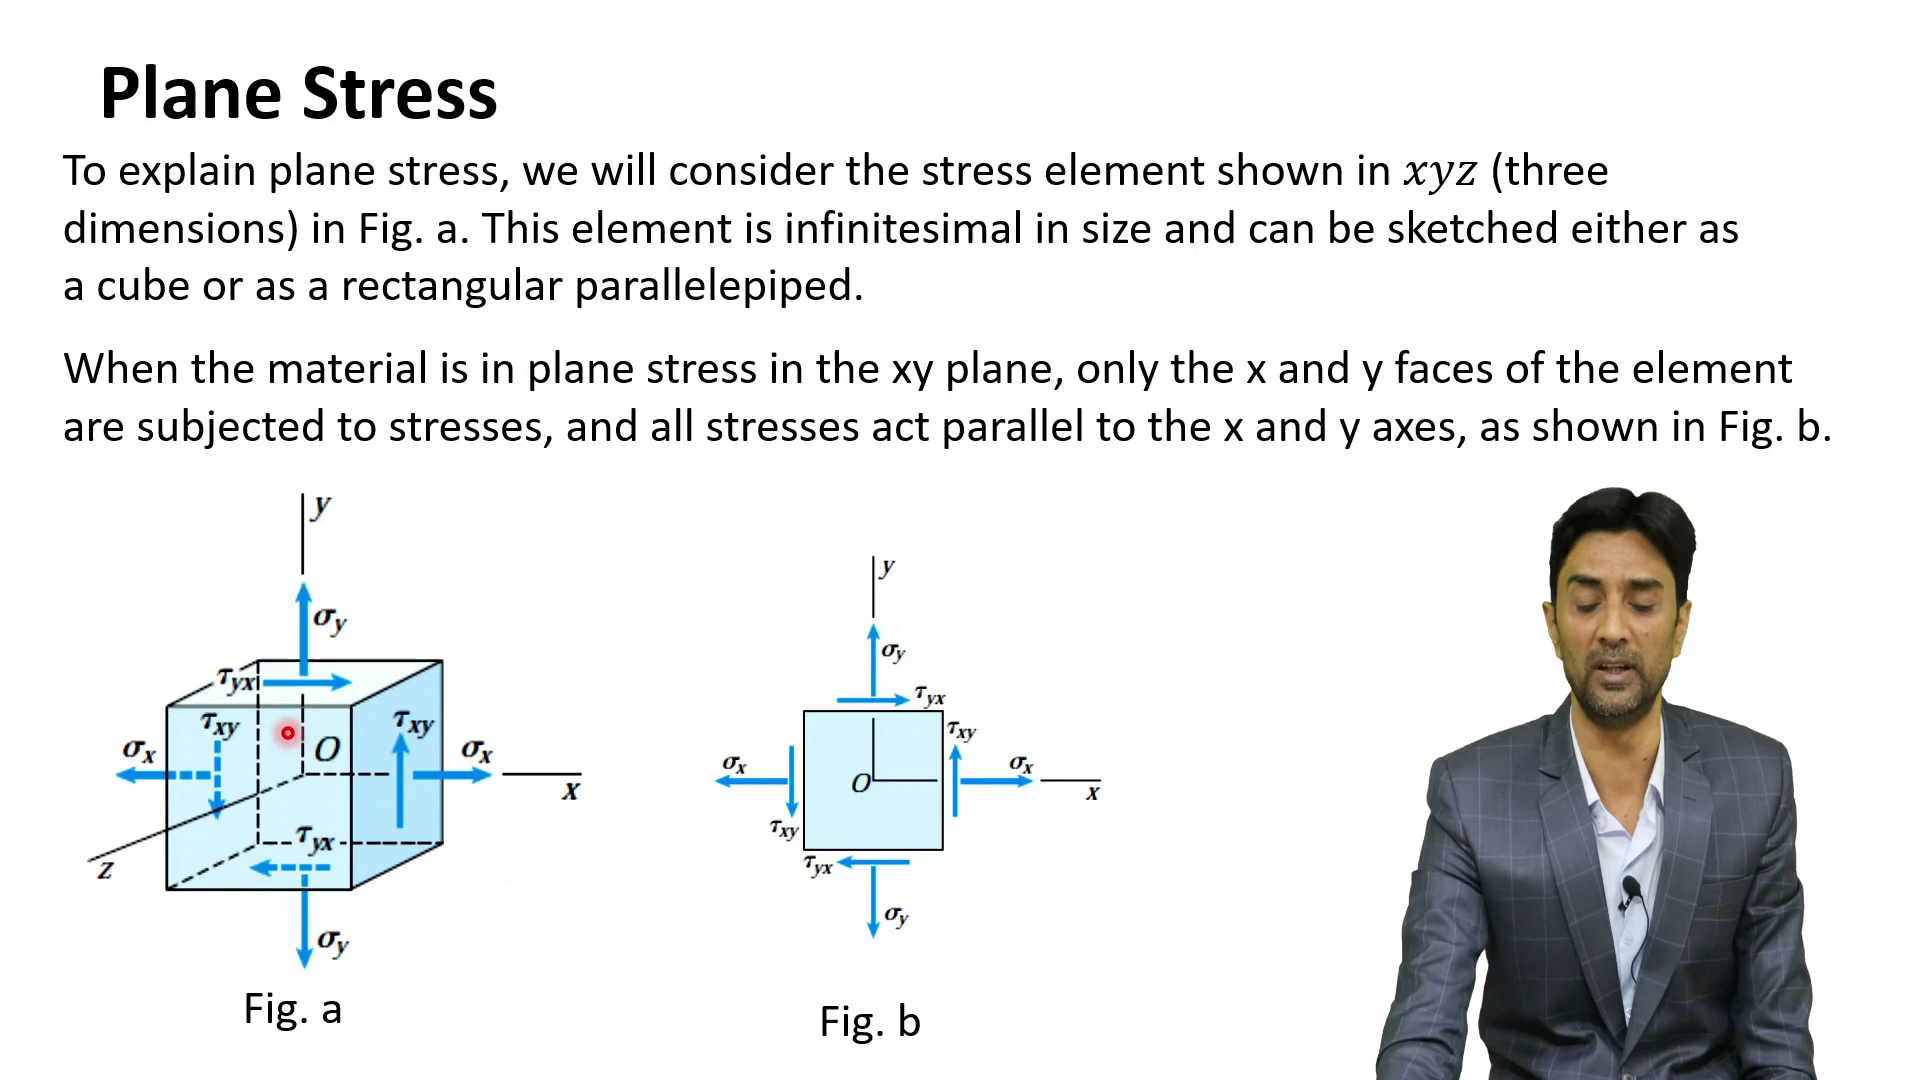 Plane Stress
To explain plane stress, we will consider the stress element shown in xyz (three
dimensions) in Fig. a. This element is infinitesimal in size and can be sketched either as
a cube or as a rectangular parallelepiped.
When the material is in plane stress in the xy plane, only the x and y faces of the element
are subjected to stresses, and all stresses act parallel to the x and y axes, as shown in Fig. b.
y
σy
τyx
τxy
τxy
σx
O
σx
x
τyx
z
σy
Fig. a
y
σy
τyx
τxy
σx
σx
O
x
τxy
τyx
σy
Fig. b